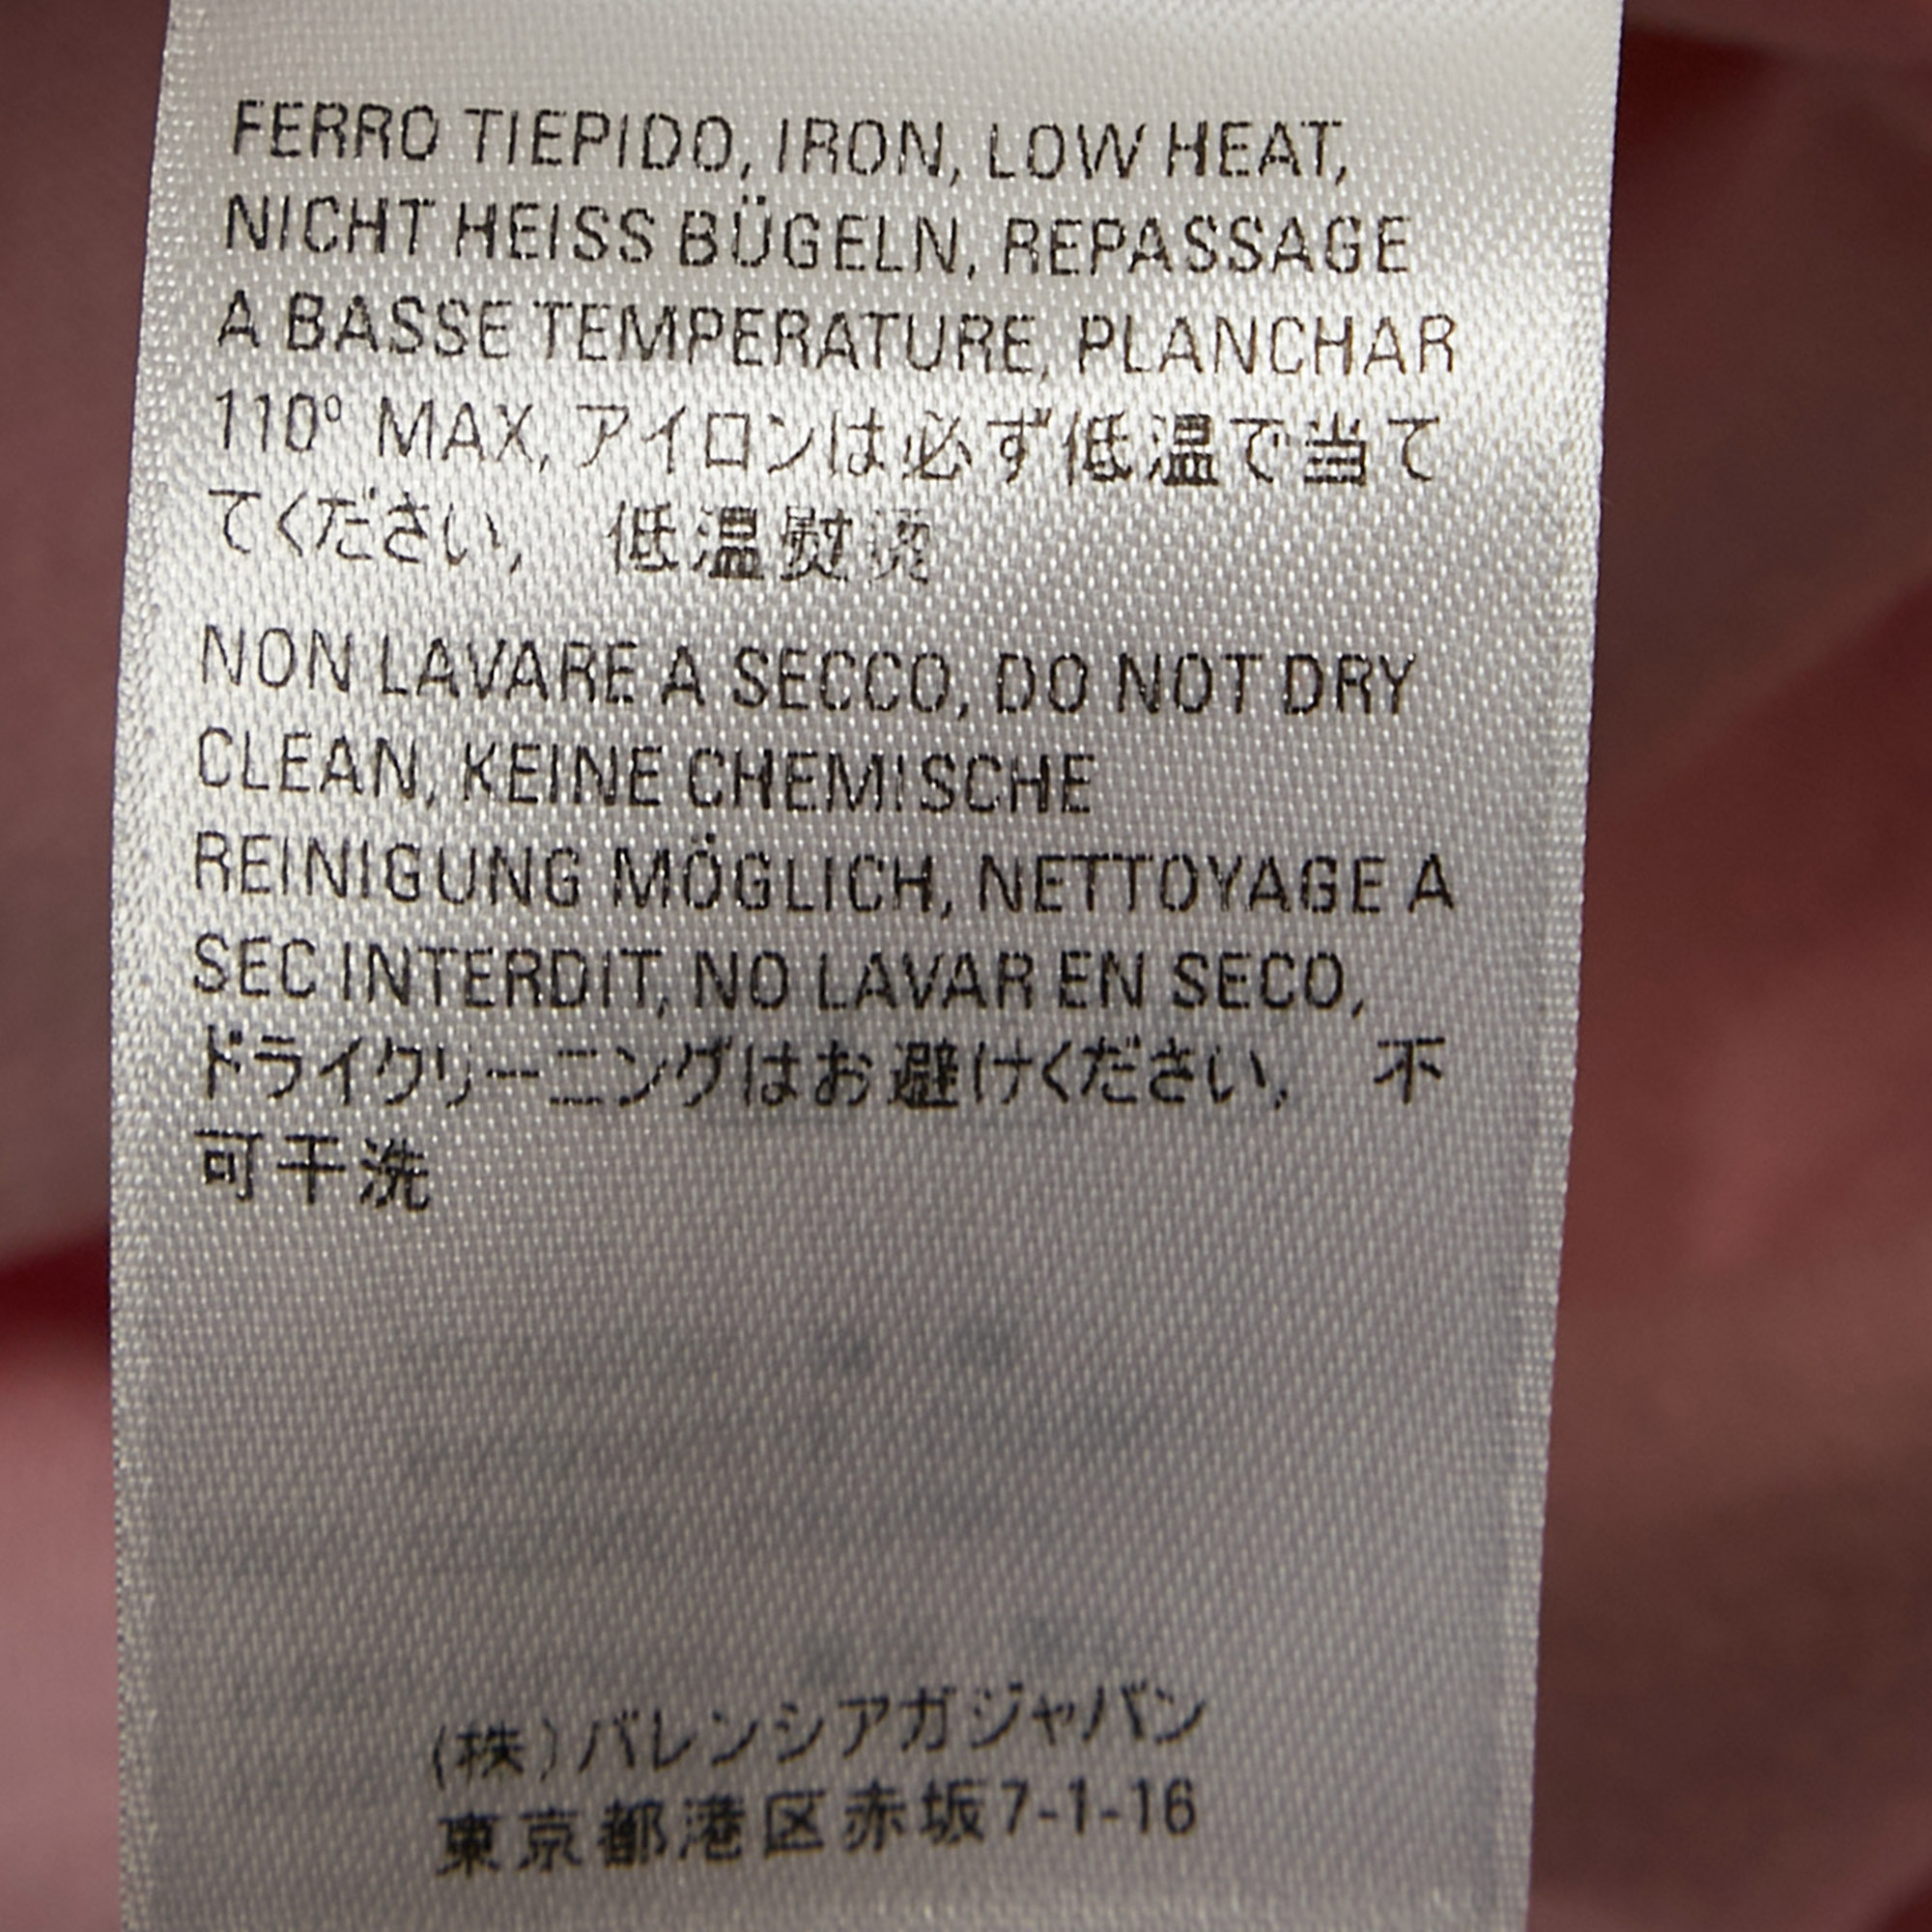 FERRO TIEPIDO, IRON, LOW HEAT,
NICHT HEISS BÜGELN, REPASSAGE
A BASSE TEMPERATURE, PLANCHAR
110° MAX, アイロンは必ず低温で当て
てください, 低温熨烫
NON LAVARE A SECCO, DO NOT DRY
CLEAN, KEINE CHEMISCHE
REINIGUNG MÖGLICH, NETTOYAGE A
SEC INTERDIT, NO LAVAR EN SECO,
ドライクリーニングはお避けください, 不
可干洗
(株)バレンシアガジャパン
東京都港区赤坂7-1-16